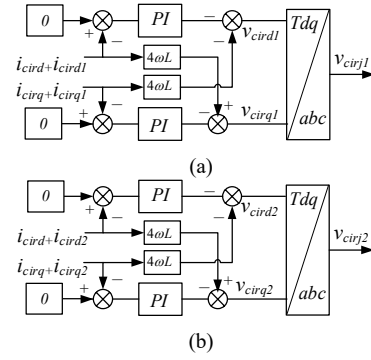 0
+
−
PI
−
−
v_cird1
Tdq
i_cird+i_cird1
4ωL
v_cirj1
i_cirq+i_cirq1
4ωL
0
+
−
PI
−
+
v_cirq1
abc
(a)
0
+
−
PI
−
−
v_cird2
Tdq
i_cird+i_cird2
4ωL
v_cirj2
i_cirq+i_cirq2
4ωL
0
+
−
PI
−
+
v_cirq2
abc
(b)